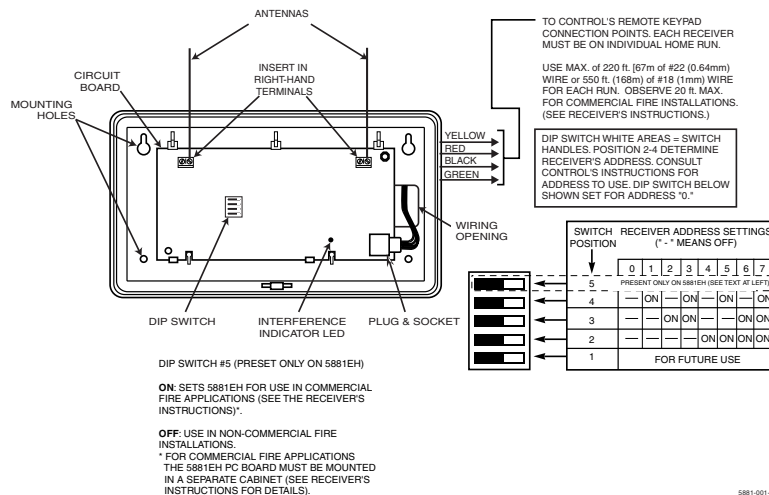 ANTENNAS
CIRCUIT
BOARD
MOUNTING
HOLES
INSERT IN
RIGHT-HAND
TERMINALS
YELLOW
RED
BLACK
GREEN
WIRING
OPENING
DIP SWITCH
INTERFERENCE
INDICATOR LED
PLUG & SOCKET
TO CONTROL'S REMOTE KEYPAD
CONNECTION POINTS. EACH RECEIVER
MUST BE ON INDIVIDUAL HOME RUN.
USE MAX. of 220 ft. [67m of #22 (0.64mm)
WIRE or 550 ft. (168m) of #18 (1mm) WIRE
FOR EACH RUN. OBSERVE 20 ft. MAX.
FOR COMMERCIAL FIRE INSTALLATIONS.
(SEE RECEIVER'S INSTRUCTIONS.)
DIP SWITCH WHITE AREAS = SWITCH
HANDLES. POSITION 2-4 DETERMINE
RECEIVER'S ADDRESS. CONSULT
CONTROL'S INSTRUCTIONS FOR
ADDRESS TO USE. DIP SWITCH BELOW
SHOWN SET FOR ADDRESS "0."
SWITCH POSITION
RECEIVER ADDRESS SETTINGS
(" - " MEANS OFF)
0 1 2 3 4 5 6 7
5 PRESENT ONLY ON 5881EH (SEE TEXT AT LEFT)
4 — ON — ON — ON — ON
3 — — ON ON — — ON ON
2 — — — — ON ON ON ON
1 FOR FUTURE USE
DIP SWITCH #5 (PRESET ONLY ON 5881EH)
ON: SETS 5881EH FOR USE IN COMMERCIAL
FIRE APPLICATIONS (SEE THE RECEIVER'S
INSTRUCTIONS)*.
OFF: USE IN NON-COMMERCIAL FIRE
INSTALLATIONS.
* FOR COMMERCIAL FIRE APPLICATIONS
THE 5881EH PC BOARD MUST BE MOUNTED
IN A SEPARATE CABINET (SEE RECEIVER'S
INSTRUCTIONS FOR DETAILS).
5881-001-